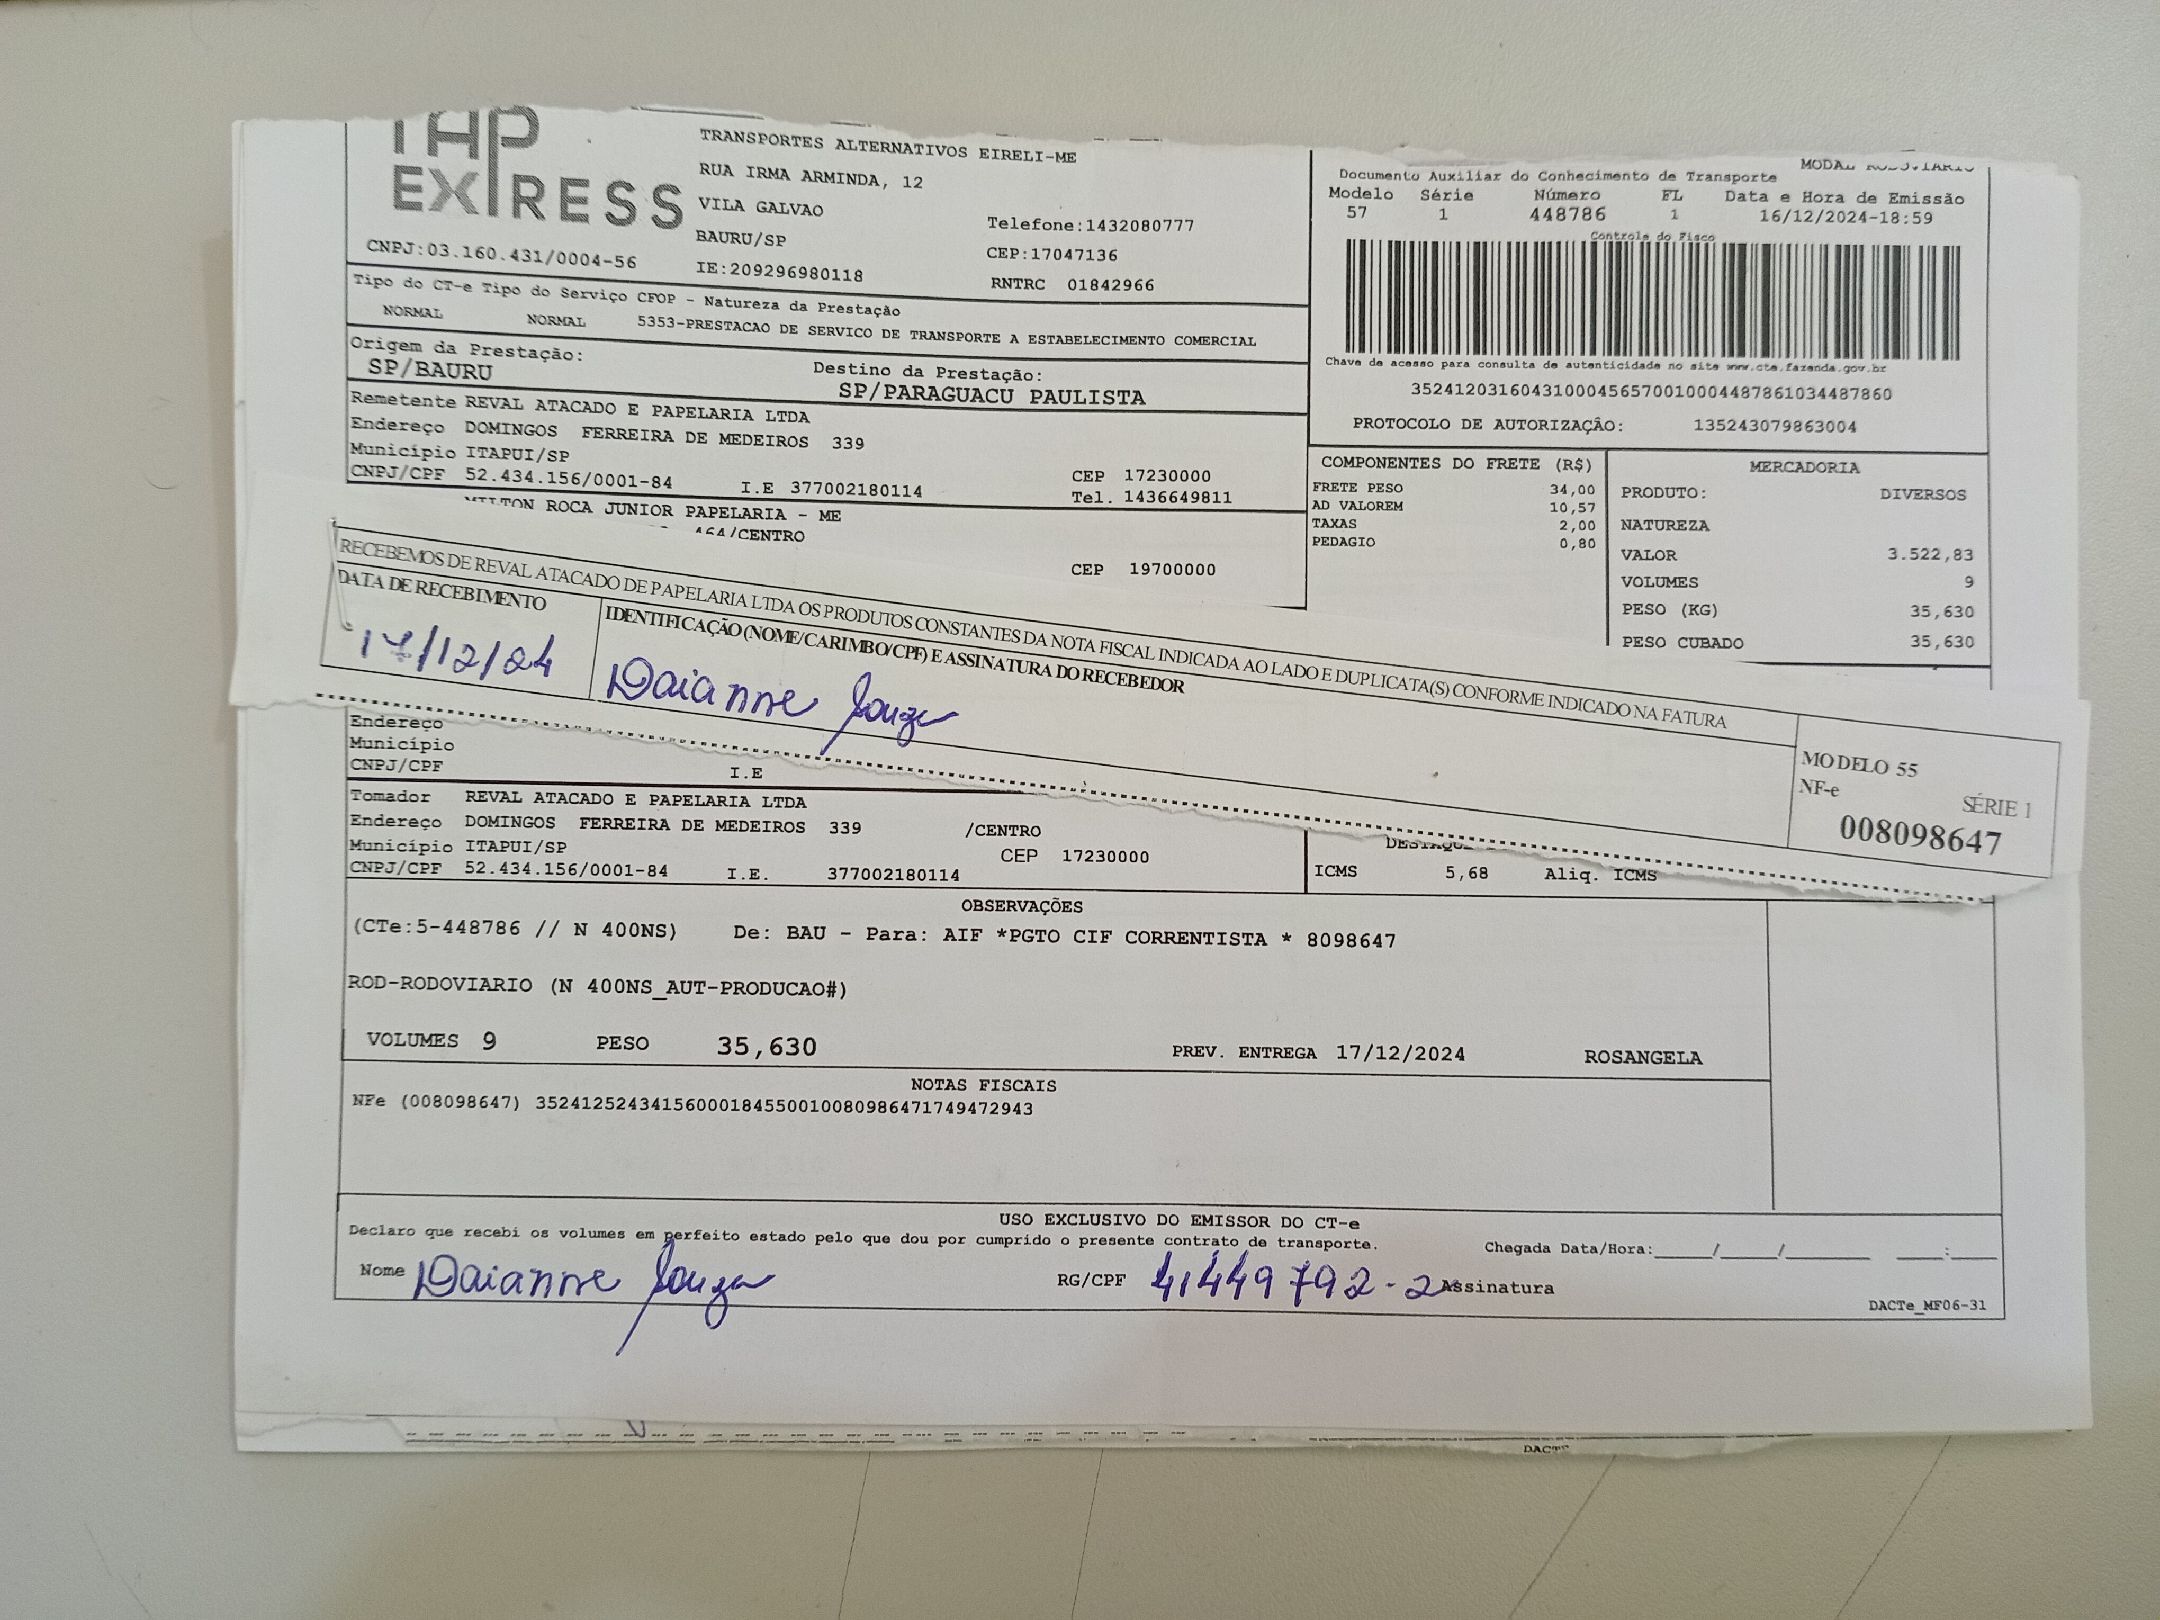 TAP
EXPRESS
CNPJ:03.160.431/0004-56
TRANSPORTES ALTERNATIVOS EIRELI-ME
RUA IRMA ARMINDA, 12
VILA GALVAO
BAURU/SP
IE:209296980118
Telefone:1432080777
CEP:17047136
RNTRC 01842966
MODAL RODOVIARIO
Documento Auxiliar do Conhecimento de Transporte
Modelo Série Número FL Data e Hora de Emissão
57 1 448786 1 16/12/2024-18:59
Controle do Fisco
Chave de acesso para consulta de autenticidade no site www.cte.fazenda.gov.br
35241203160431000456570010004487861034487860
PROTOCOLO DE AUTORIZAÇÂO: 135243079863004
Tipo do CT-e Tipo do Serviço CFOP - Natureza da Prestação
NORMAL NORMAL 5353-PRESTACAO DE SERVICO DE TRANSPORTE A ESTABELECIMENTO COMERCIAL
Origem da Prestação: Destino da Prestação:
SP/BAURU SP/PARAGUACU PAULISTA
Remetente REVAL ATACADO E PAPELARIA LTDA
Endereço DOMINGOS FERREIRA DE MEDEIROS 339
Município ITAPUI/SP CEP 17230000
CNPJ/CPF 52.434.156/0001-84 I.E 377002180114 Tel. 1436649811
MILTON ROCA JUNIOR PAPELARIA - ME
/CENTRO
CEP 19700000
COMPONENTES DO FRETE (R$)
FRETE PESO 34,00
AD VALOREM 10,57
TAXAS 2,00
PEDAGIO 0,80
MERCADORIA
PRODUTO: DIVERSOS
NATUREZA
VALOR 3.522,83
VOLUMES 9
PESO (KG) 35,630
PESO CUBADO 35,630
RECEBEMOS DE REVAL ATACADO DE PAPELARIA LTDA OS PRODUTOS CONSTANTES DA NOTA FISCAL INDICADA AO LADO E DUPLICATA(S) CONFORME INDICADO NA FATURA
DATA DE RECEBIMENTO
17/12/24
IDENTIFICAÇÃO (NOME/CARIMBO/CPF) E ASSINATURA DO RECEBEDOR
Daianne Souza
MODELO 55
NF-e SÉRIE 1
008098647
Endereço
Município
CNPJ/CPF I.E
Tomador REVAL ATACADO E PAPELARIA LTDA
Endereço DOMINGOS FERREIRA DE MEDEIROS 339 /CENTRO
Município ITAPUI/SP CEP 17230000
CNPJ/CPF 52.434.156/0001-84 I.E. 377002180114
ICMS 5,68 Aliq. ICMS
OBSERVAÇÕES
(CTe:5-448786 // N 400NS) De: BAU - Para: AIF *PGTO CIF CORRENTISTA * 8098647
ROD-RODOVIARIO (N 400NS_AUT-PRODUCAO#)
VOLUMES 9 PESO 35,630 PREV. ENTREGA 17/12/2024 ROSANGELA
NOTAS FISCAIS
NFe (008098647) 35241252434156000184550010080986471749472943
USO EXCLUSIVO DO EMISSOR DO CT-e
Declaro que recebi os volumes em perfeito estado pelo que dou por cumprido o presente contrato de transporte. Chegada Data/Hora:_____/_____/_______ ____:____
Nome Daianne Souza RG/CPF 41449792-2 Assinatura
DACTe_MF06-31